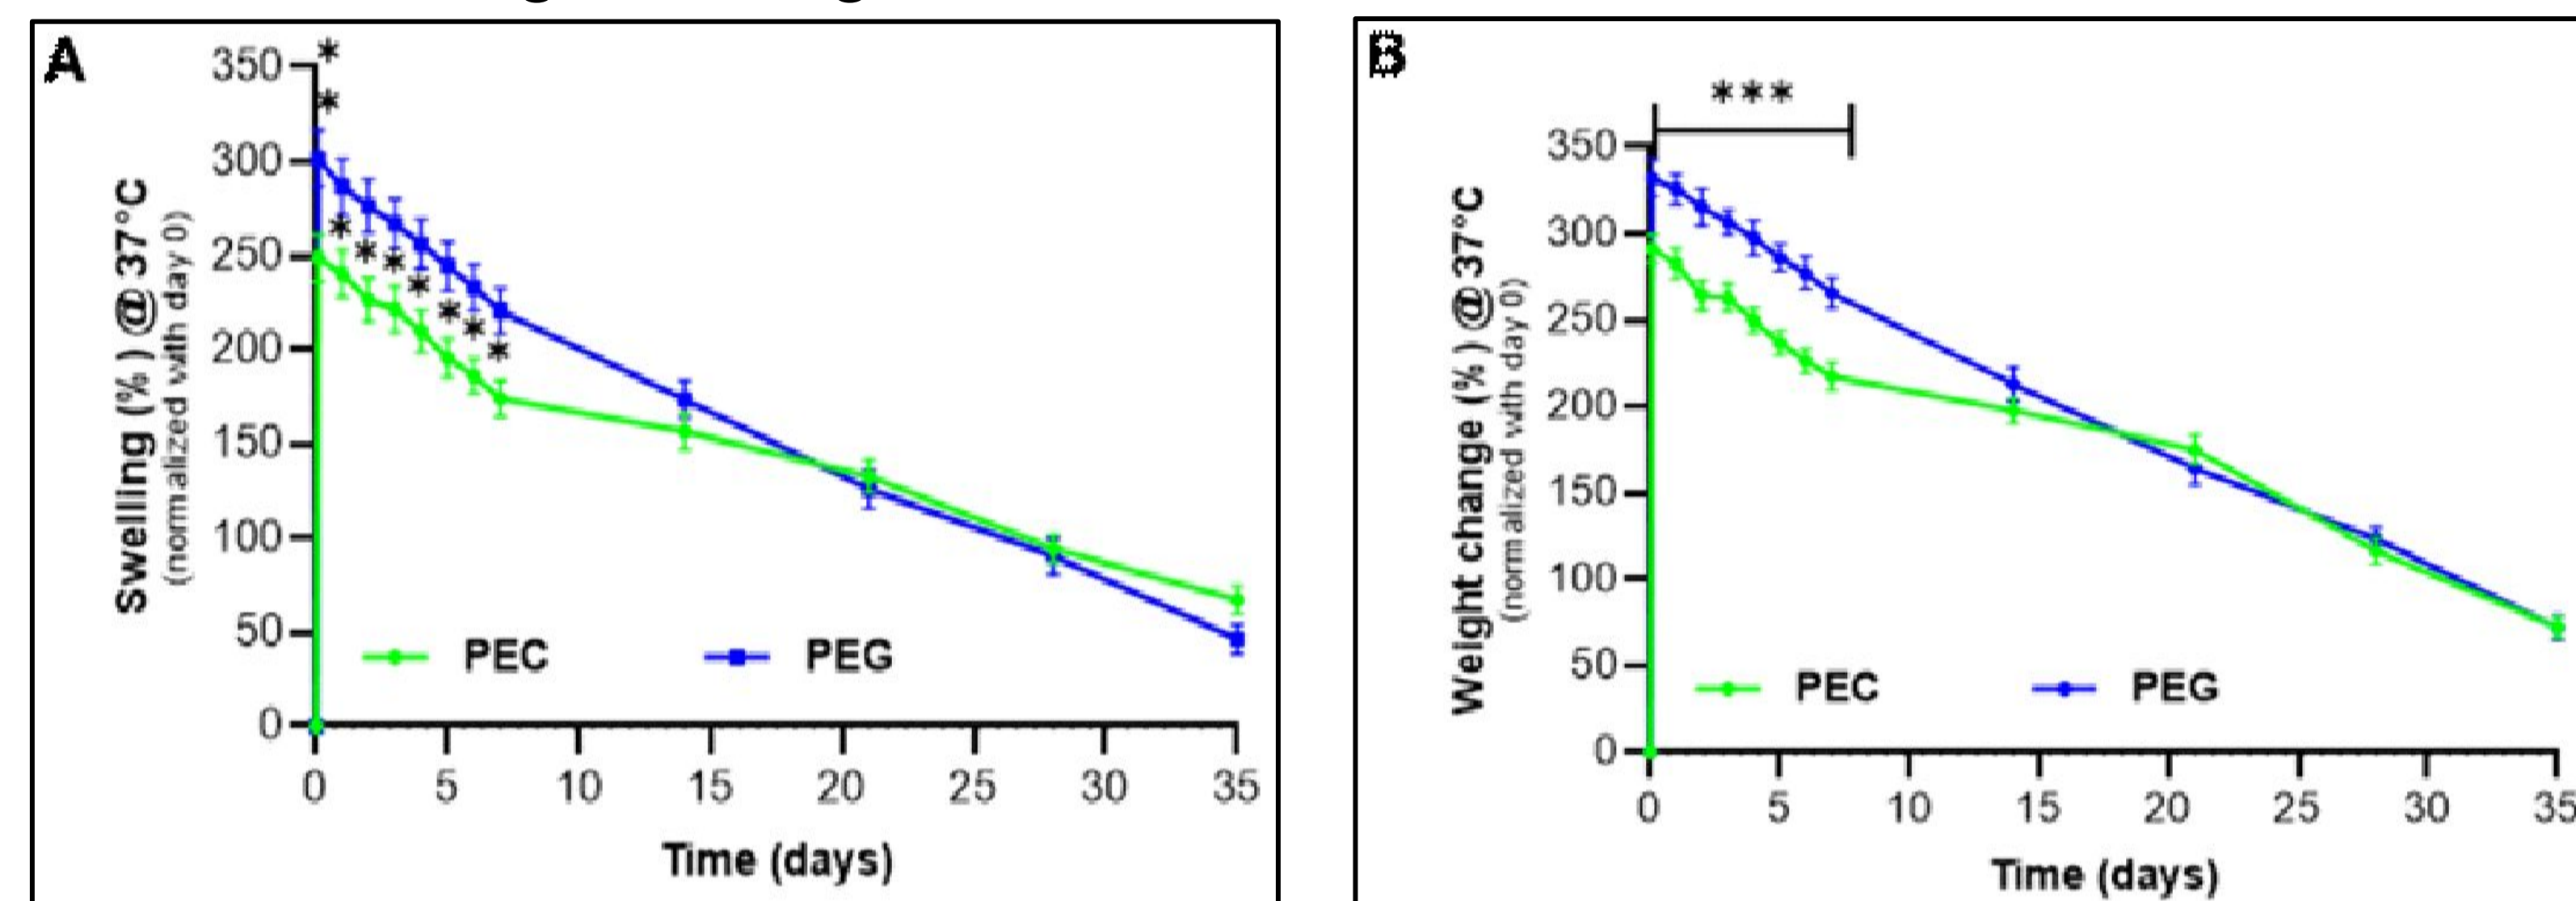 A
*
*
350
300
250
200
150
100
50
0
* * * * * * *
Swelling (%) @ 37°C
(normalized with day 0)
PEC PEG
0 5 10 15 20 25 30 35
Time (days)
B
***
350
300
250
200
150
100
50
0
Weight change (%) @ 37°C
(normalized with day 0)
PEC PEG
0 5 10 15 20 25 30 35
Time (days)